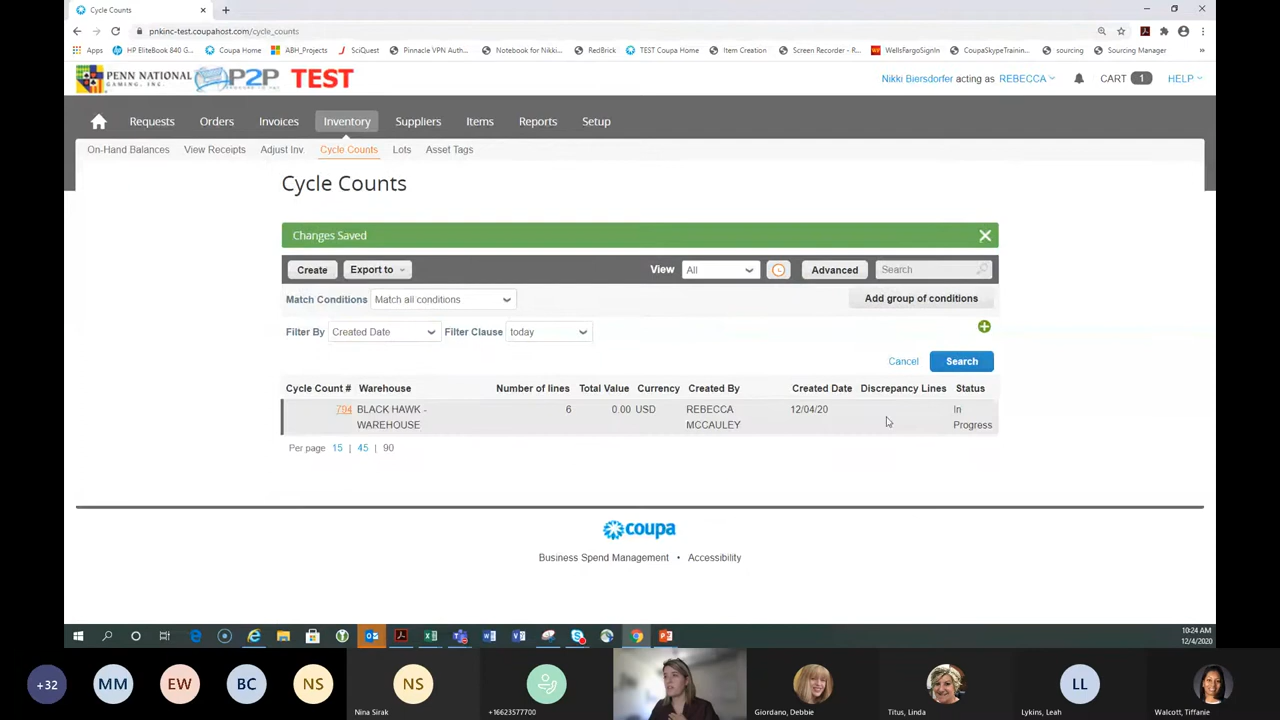 Cycle Counts
pnkinc-test.coupahost.com/cycle_counts
Apps HP EliteBook 840 G... Coupa Home ABH_Projects SciQuest Pinnacle VPN Auth... Notebook for Nikki... RedBrick TEST Coupa Home Item Creation Screen Recorder - R... WellsFargoSignIn CoupaSkypeTrainin... sourcing Sourcing Manager »
PENN NATIONAL GAMING, INC. P2P TEST
Nikki Biersdorfer acting as REBECCA CART 1 HELP
Requests Orders Invoices Inventory Suppliers Items Reports Setup
On-Hand Balances View Receipts Adjust Inv. Cycle Counts Lots Asset Tags
Cycle Counts
Changes Saved
Create Export to View All Advanced Search
Match Conditions Match all conditions Add group of conditions
Filter By Created Date Filter Clause today
Cancel Search
Cycle Count # Warehouse Number of lines Total Value Currency Created By Created Date Discrepancy Lines Status
704 BLACK HAWK - 6 0.00 USD REBECCA 12/04/20 In
WAREHOUSE MCCAULEY Progress
Per page 15 | 45 | 90
coupa
Business Spend Management • Accessibility
10:24 AM
12/4/2020
+32 MM EW BC NS NS LL
Nina Sirak +16623577700 Giordano, Debbie Titus, Linda Lykins, Leah Walcott, Tiffanie